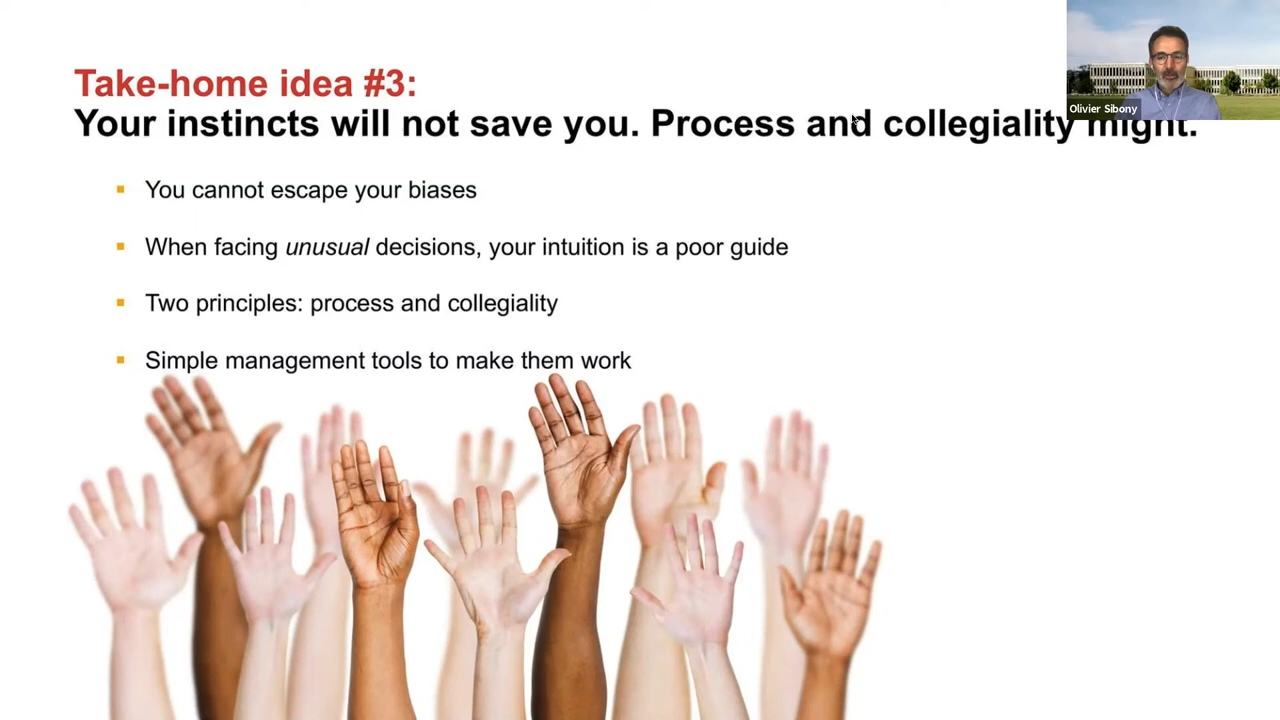 Take-home idea #3:
Your instincts will not save you. Process and collegiality might.
Olivier Sibony
▪ You cannot escape your biases
▪ When facing unusual decisions, your intuition is a poor guide
▪ Two principles: process and collegiality
▪ Simple management tools to make them work